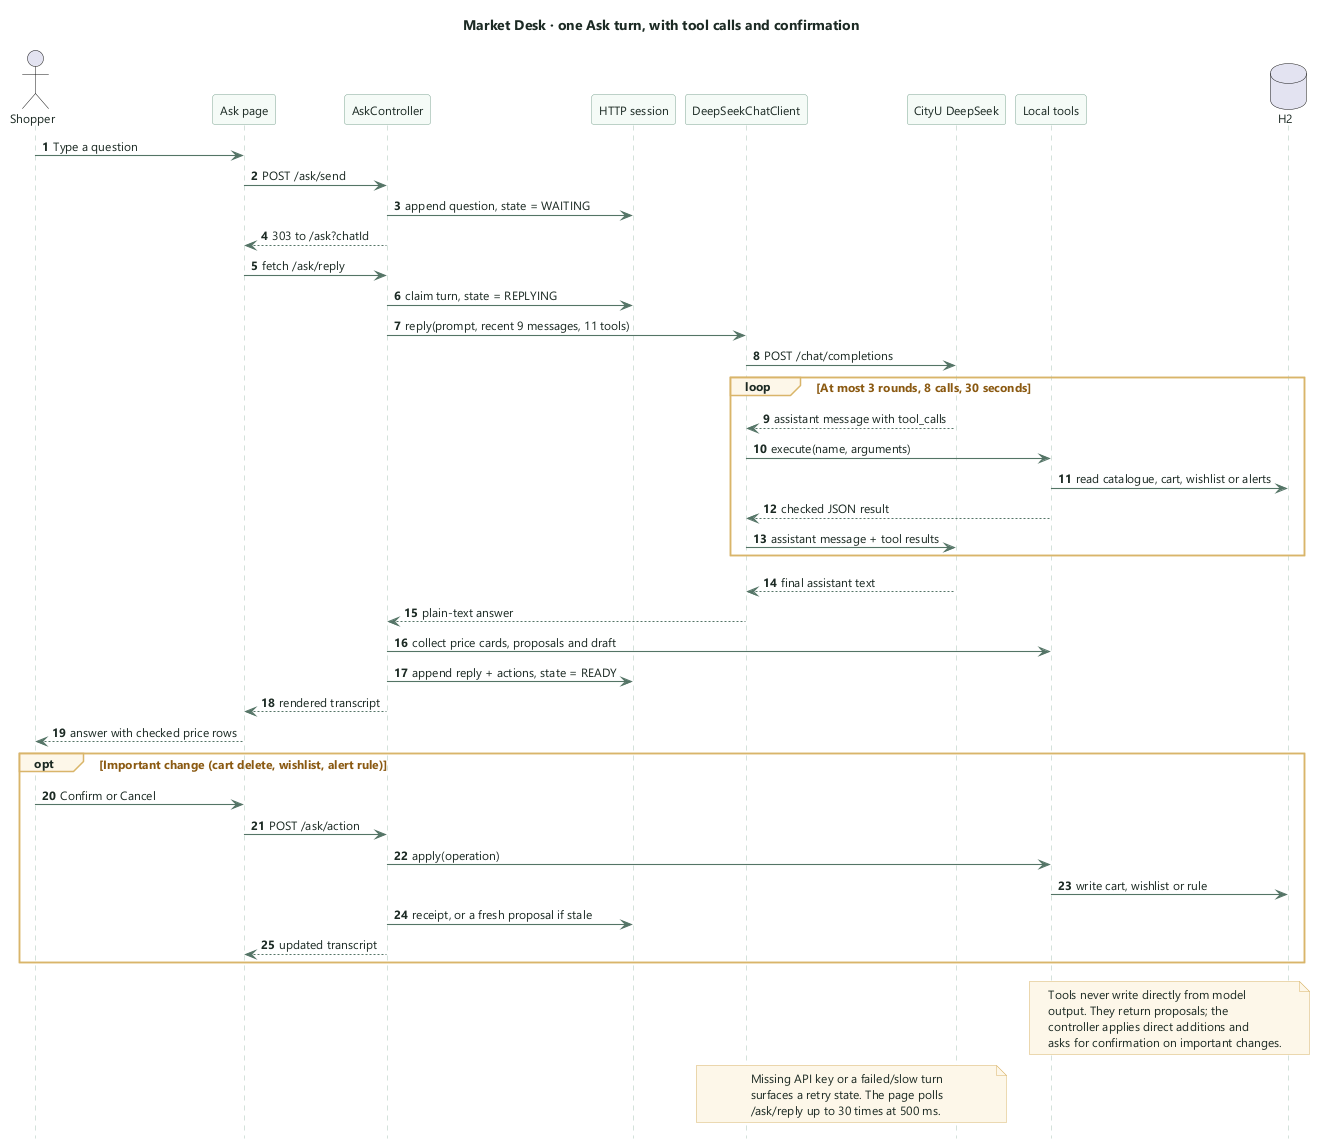 Market Desk · one Ask turn, with tool calls and confirmation
Shopper
Ask page
AskController
HTTP session
DeepSeekChatClient
CityU DeepSeek
Local tools
H2
1 Type a question
2 POST /ask/send
3 append question, state = WAITING
4 303 to /ask?chatId
5 fetch /ask/reply
6 claim turn, state = REPLYING
7 reply(prompt, recent 9 messages, 11 tools)
8 POST /chat/completions
loop [At most 3 rounds, 8 calls, 30 seconds]
9 assistant message with tool_calls
10 execute(name, arguments)
11 read catalogue, cart, wishlist or alerts
12 checked JSON result
13 assistant message + tool results
14 final assistant text
15 plain-text answer
16 collect price cards, proposals and draft
17 append reply + actions, state = READY
18 rendered transcript
19 answer with checked price rows
opt [Important change (cart delete, wishlist, alert rule)]
20 Confirm or Cancel
21 POST /ask/action
22 apply(operation)
23 write cart, wishlist or rule
24 receipt, or a fresh proposal if stale
25 updated transcript
Tools never write directly from model
output. They return proposals; the
controller applies direct additions and
asks for confirmation on important changes.
Missing API key or a failed/slow turn
surfaces a retry state. The page polls
/ask/reply up to 30 times at 500 ms.